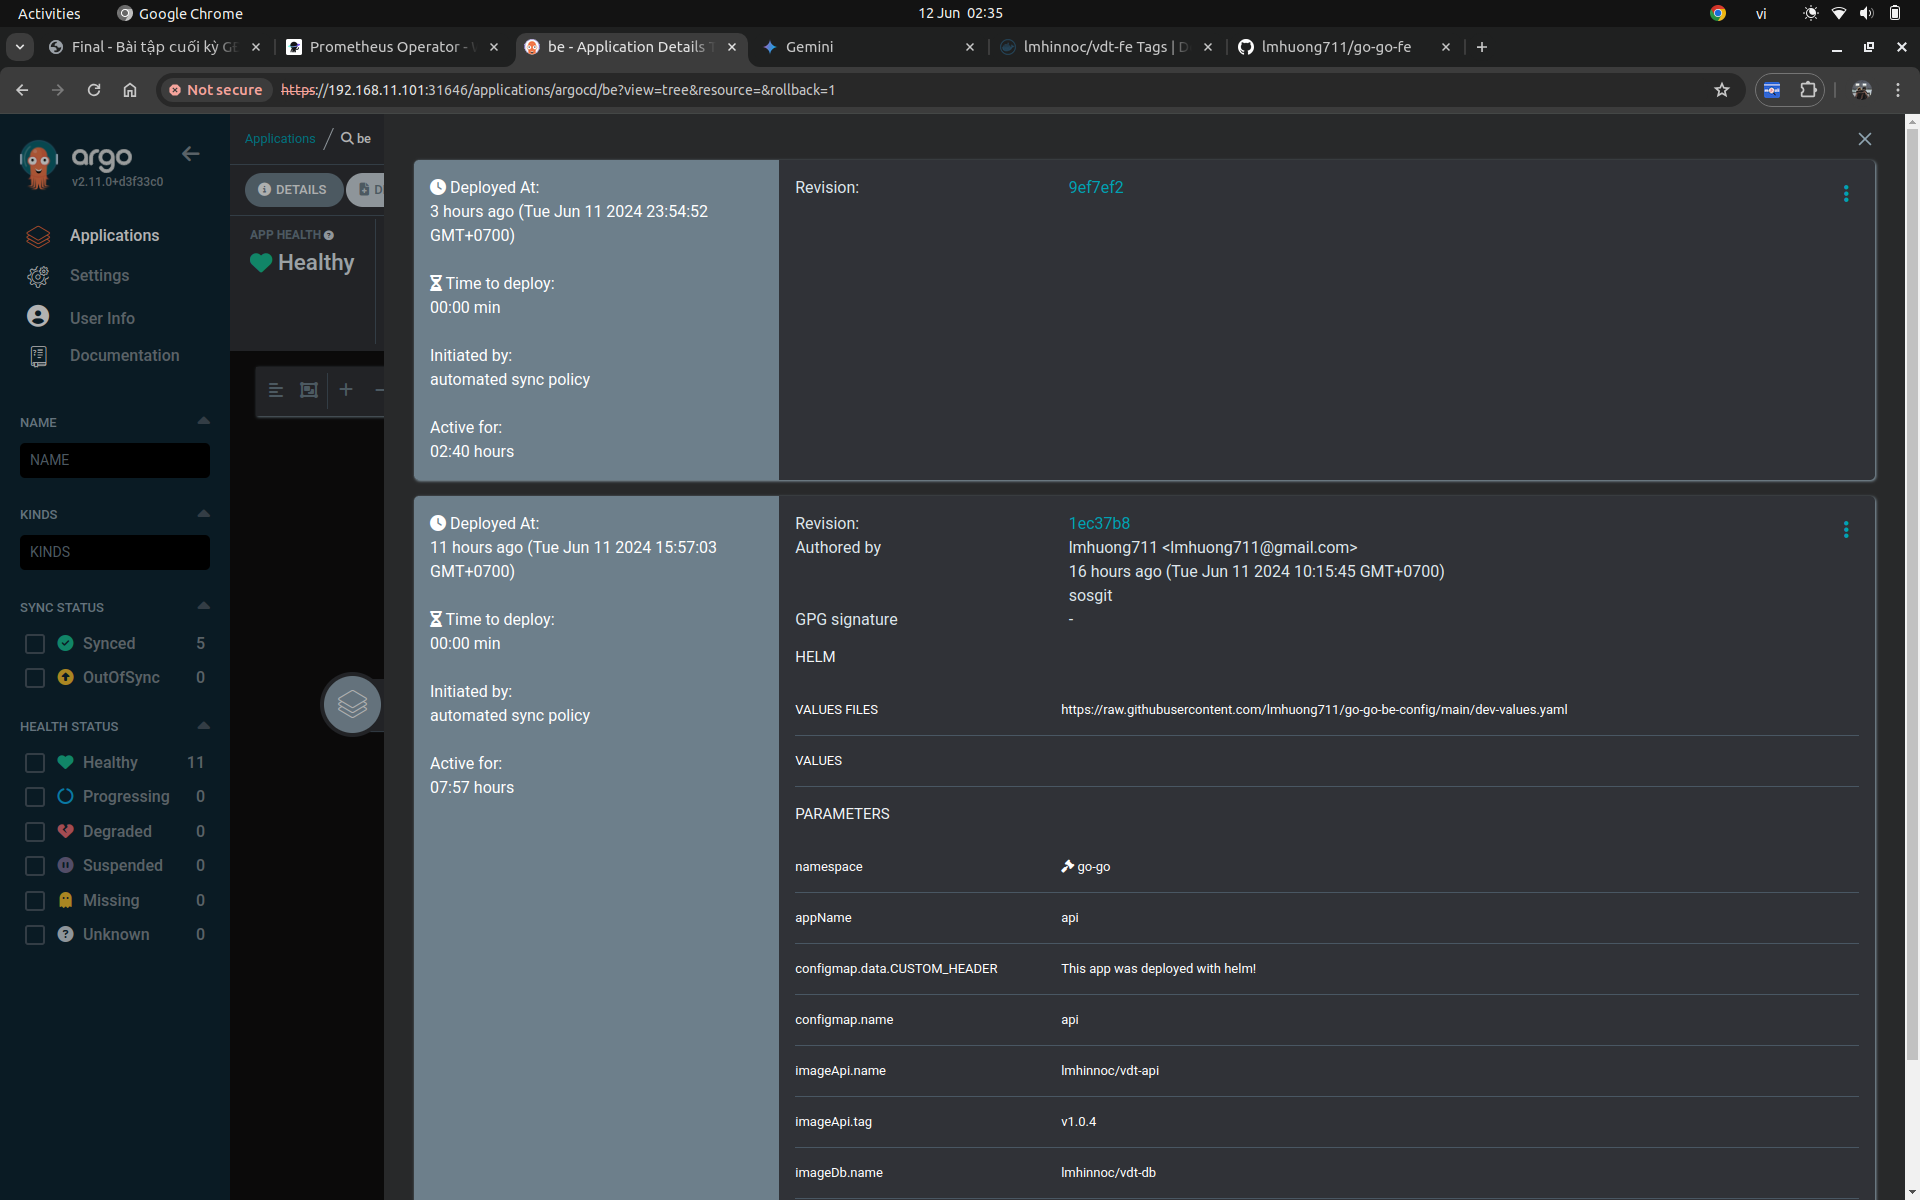 Activities
Google Chrome
12 Jun 02:35
vi
Final - Bài tập cuối kỳ
Prometheus Operator -
be - Application Details
Gemini
lmhinnoc/vdt-fe Tags | D
lmhuong711/go-go-fe
Not secure
https://192.168.11.101:31646/applications/argocd/be?view=tree&resource=&rollback=1
argo
v2.11.0+d3f33c0
Applications
Settings
User Info
Documentation
NAME
NAME
KINDS
KINDS
SYNC STATUS
Synced 5
OutOfSync 0
HEALTH STATUS
Healthy 11
Progressing 0
Degraded 0
Suspended 0
Missing 0
Unknown 0
Applications / be
DETAILS
D
APP HEALTH
Healthy
Deployed At:
3 hours ago (Tue Jun 11 2024 23:54:52
GMT+0700)
Time to deploy:
00:00 min
Initiated by:
automated sync policy
Active for:
02:40 hours
Revision: 9ef7ef2
Deployed At:
11 hours ago (Tue Jun 11 2024 15:57:03
GMT+0700)
Time to deploy:
00:00 min
Initiated by:
automated sync policy
Active for:
07:57 hours
Revision: 1ec37b8
Authored by lmhuong711 <lmhuong711@gmail.com>
16 hours ago (Tue Jun 11 2024 10:15:45 GMT+0700)
sosgit
GPG signature -
HELM
VALUES FILES https://raw.githubusercontent.com/lmhuong711/go-go-be-config/main/dev-values.yaml
VALUES
PARAMETERS
namespace go-go
appName api
configmap.data.CUSTOM_HEADER This app was deployed with helm!
configmap.name api
imageApi.name lmhinnoc/vdt-api
imageApi.tag v1.0.4
imageDb.name lmhinnoc/vdt-db